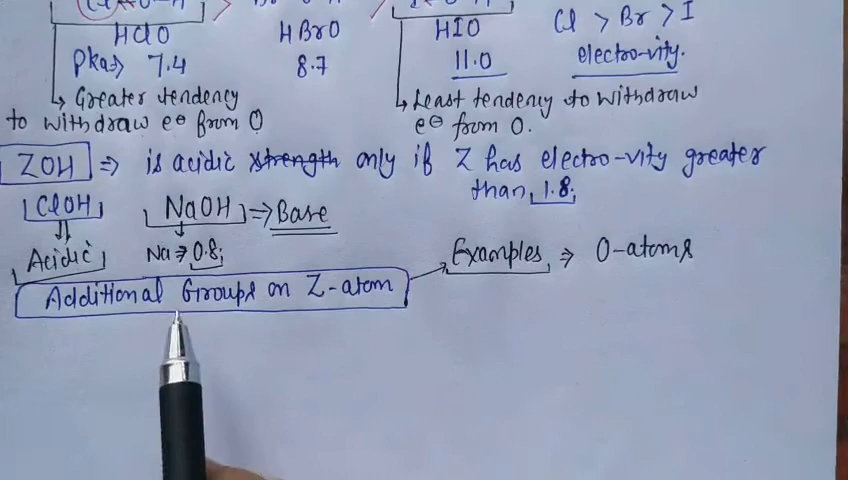 HClO HBrO HIO Cl > Br > I
Pka⇒ 7.4 8.7 11.0 electro-vity.
↳ Greater tendency
to withdraw e⊖ from O
↳ Least tendency to withdraw
e⊖ from O.
ZOH ⇒ is acidic strength only if Z has electro-vity greater
than 1.8;
ClOH NaOH ⇒ Base
Acidic Na ⇒ 0.8;
Additional Groups on Z-atom
Examples ⇒ O-atoms